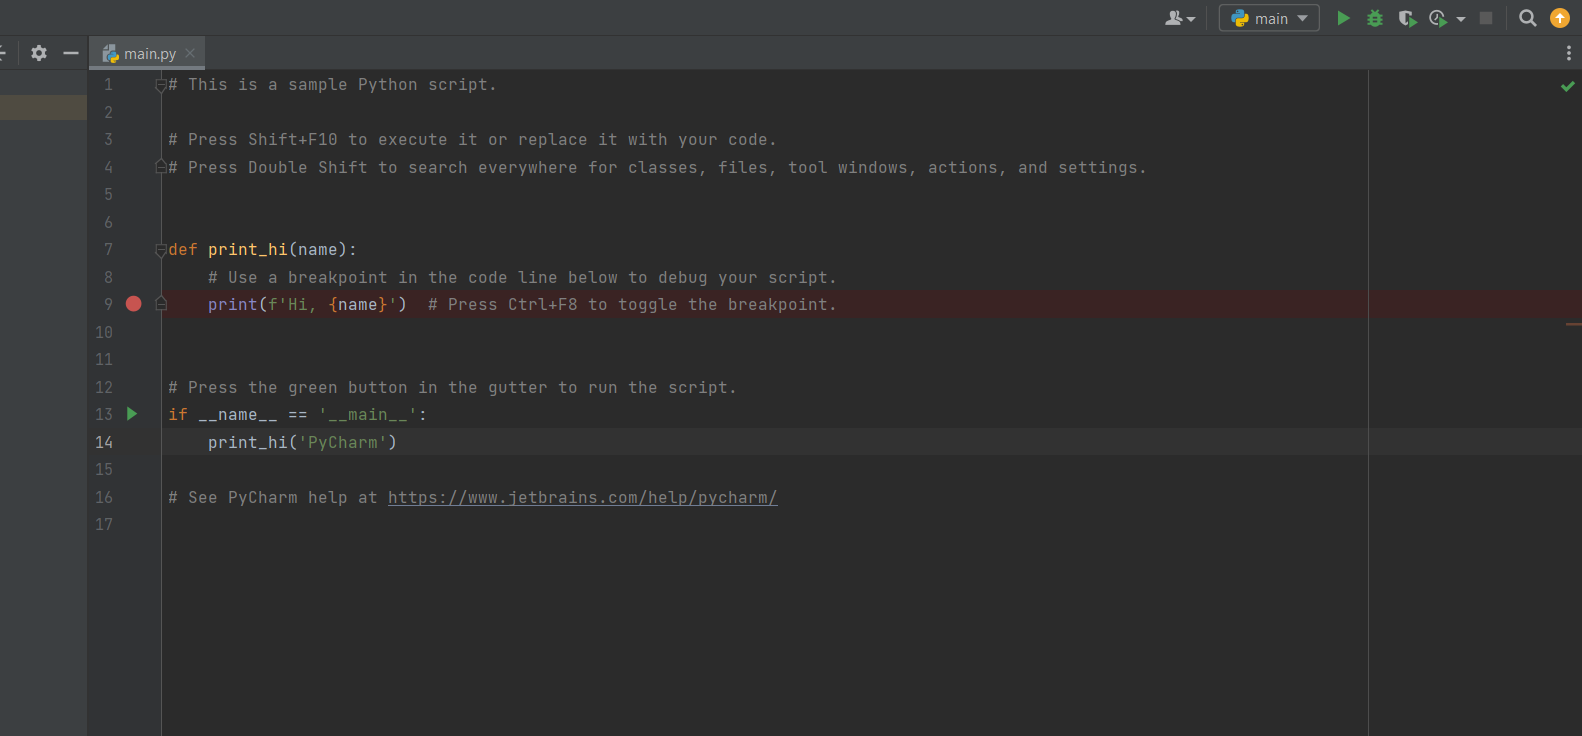 main
main.py
1 # This is a sample Python script.
2
3 # Press Shift+F10 to execute it or replace it with your code.
4 # Press Double Shift to search everywhere for classes, files, tool windows, actions, and settings.
5
6
7 def print_hi(name):
8     # Use a breakpoint in the code line below to debug your script.
9     print(f'Hi, {name}')  # Press Ctrl+F8 to toggle the breakpoint.
10
11
12 # Press the green button in the gutter to run the script.
13 if __name__ == '__main__':
14     print_hi('PyCharm')
15
16 # See PyCharm help at https://www.jetbrains.com/help/pycharm/
17